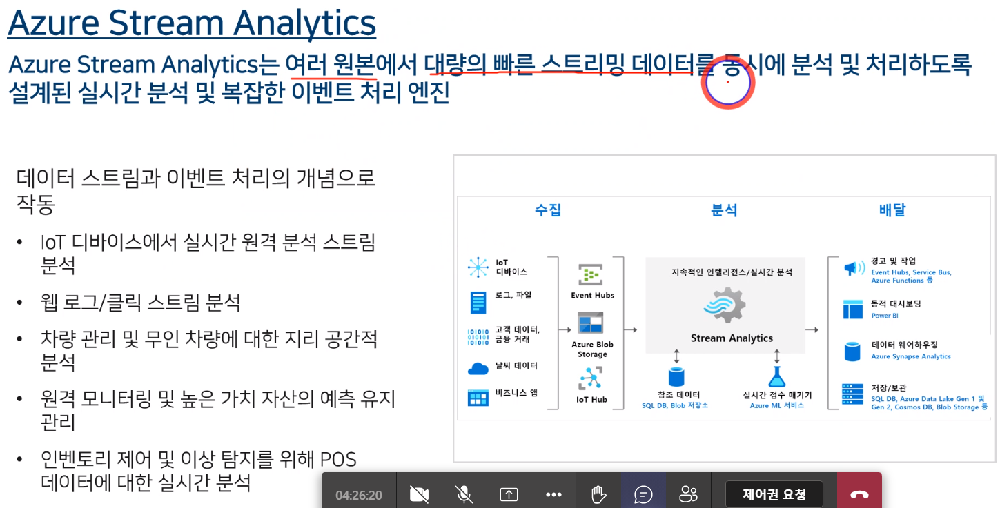 Azure Stream Analytics
Azure Stream Analytics는 여러 원본에서 대량의 빠른 스트리밍 데이터를 동시에 분석 및 처리하도록
설계된 실시간 분석 및 복잡한 이벤트 처리 엔진
데이터 스트림과 이벤트 처리의 개념으로
작동
• IoT 디바이스에서 실시간 원격 분석 스트림
분석
• 웹 로그/클릭 스트림 분석
• 차량 관리 및 무인 차량에 대한 지리 공간적
분석
• 원격 모니터링 및 높은 가치 자산의 예측 유지
관리
• 인벤토리 제어 및 이상 탐지를 위해 POS
데이터에 대한 실시간 분석
수집
IoT
디바이스
로그, 파일
고객 데이터,
금융 거래
날씨 데이터
비즈니스 앱
Event Hubs
Azure Blob
Storage
IoT Hub
분석
지속적인 인텔리전스/실시간 분석
Stream Analytics
참조 데이터
SQL DB, Blob 저장소
실시간 점수 매기기
Azure ML 서비스
배달
경고 및 작업
Event Hubs, Service Bus,
Azure Functions 등
동적 대시보딩
Power BI
데이터 웨어하우징
Azure Synapse Analytics
저장/보관
SQL DB, Azure Data Lake Gen 1 및
Gen 2, Cosmos DB, Blob Storage 등
04:26:20
제어권 요청